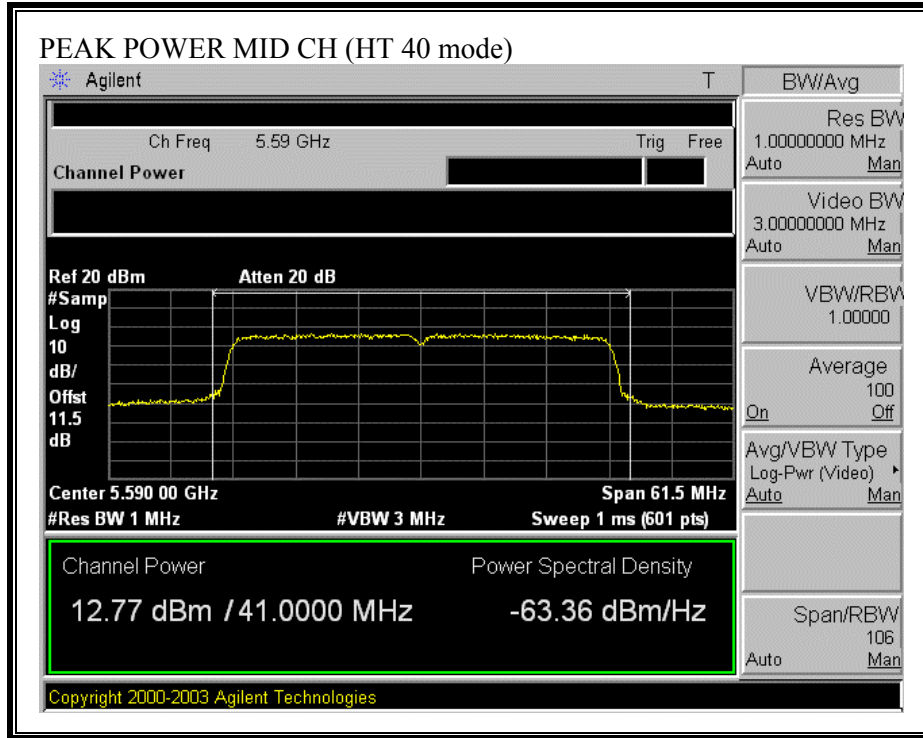 PEAK POWER MID CH (HT 40 mode)
Agilent T
Ch Freq 5.59 GHz Trig Free
Channel Power
Ref 20 dBm Atten 20 dB
#Samp
Log
10
dB/
Offst
11.5
dB
Center 5.590 00 GHz Span 61.5 MHz
#Res BW 1 MHz #VBW 3 MHz Sweep 1 ms (601 pts)
Channel Power Power Spectral Density
12.77 dBm / 41.0000 MHz -63.36 dBm/Hz
Copyright 2000-2003 Agilent Technologies
BW/Avg
Res BW
1.00000000 MHz
Auto Man
Video BW
3.00000000 MHz
Auto Man
VBW/RBW
1.00000
Average
100
On Off
Avg/VBW Type
Log-Pwr (Video)
Auto Man
Span/RBW
106
Auto Man